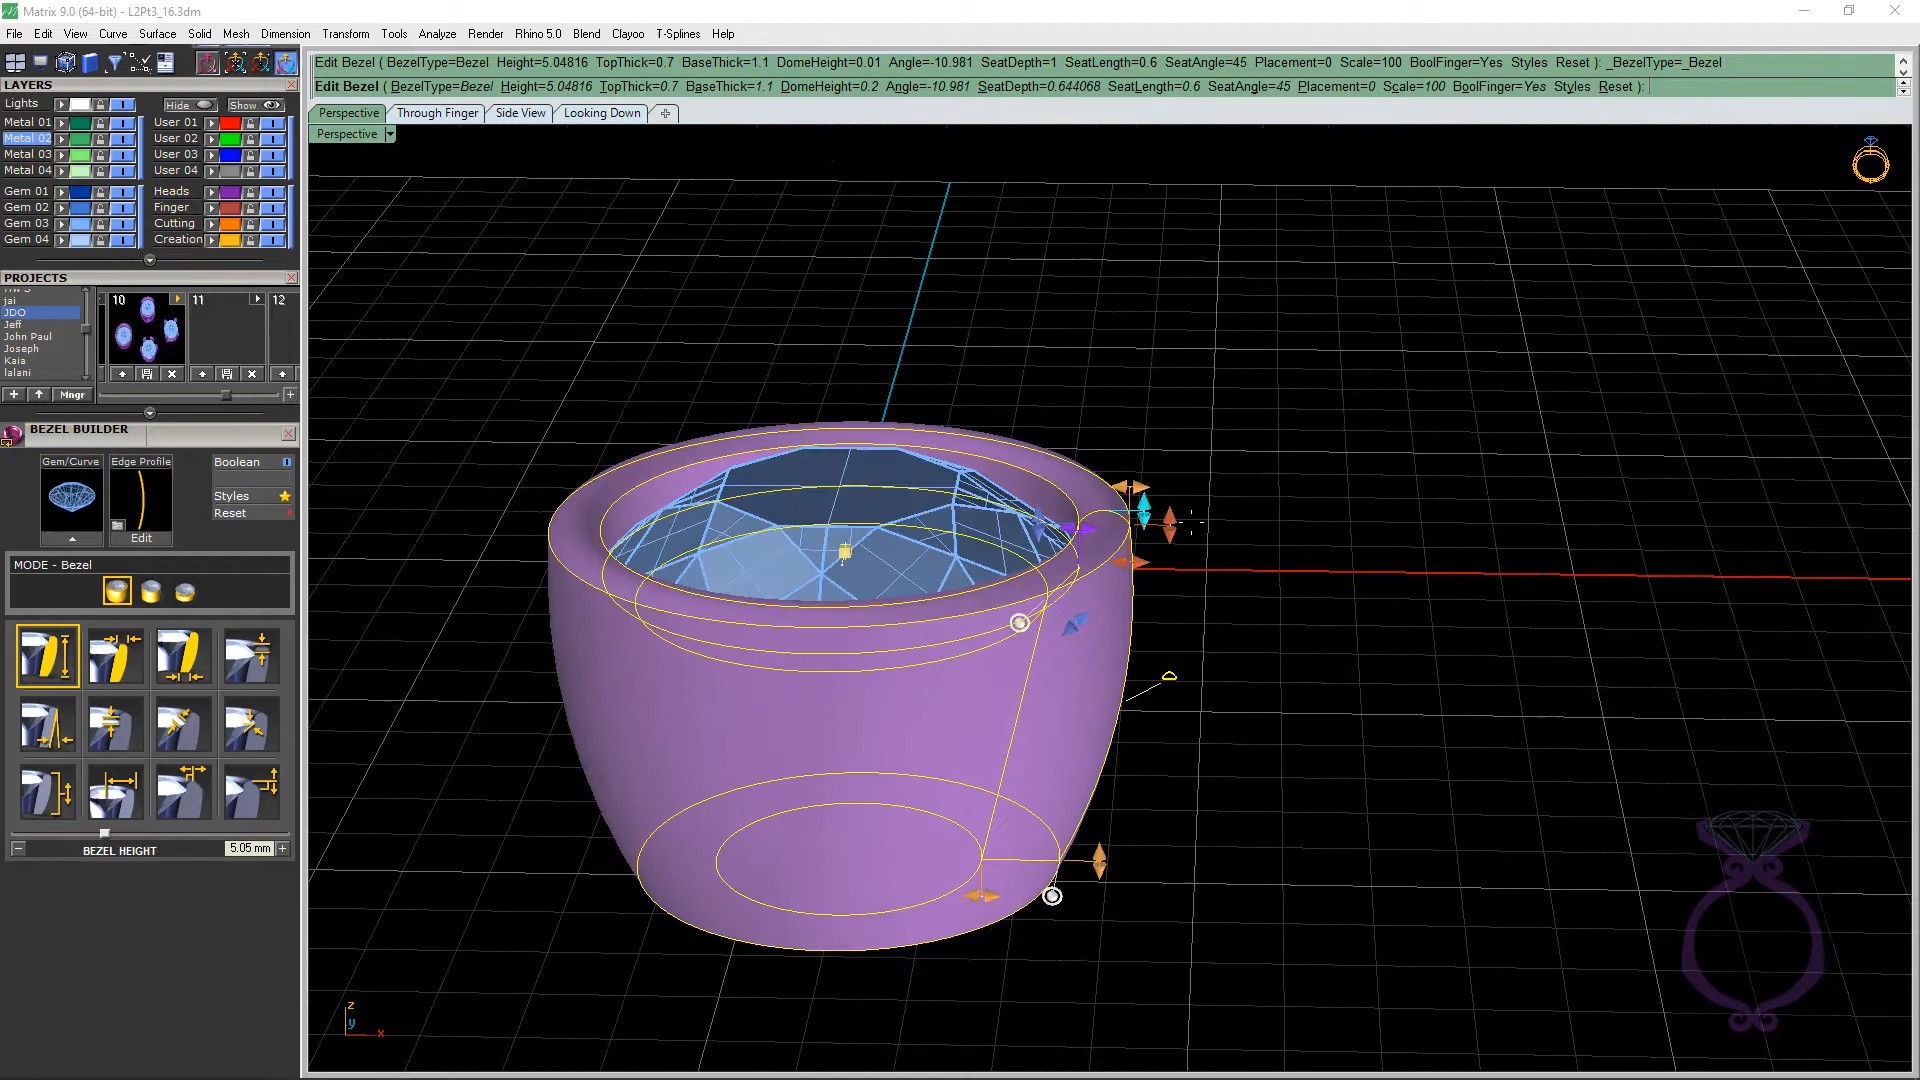 Matrix 9.0 (64-bit) - L2Pt3_16.3dm
File Edit View Curve Surface Solid Mesh Dimension Transform Tools Analyze Render Rhino 5.0 Blend Clayoo T-Splines Help
Edit Bezel ( BezelType=Bezel Height=5.04816 TopThick=0.7 BaseThick=1.1 DomeHeight=0.01 Angle=-10.981 SeatDepth=1 SeatLength=0.6 SeatAngle=45 Placement=0 Scale=100 BoolFinger=Yes Styles Reset ): _BezelType=_Bezel
Edit Bezel ( BezelType=Bezel Height=5.04816 TopThick=0.7 BaseThick=1.1 DomeHeight=0.2 Angle=-10.981 SeatDepth=0.644068 SeatLength=0.6 SeatAngle=45 Placement=0 Scale=100 BoolFinger=Yes Styles Reset ):
Perspective Through Finger Side View Looking Down
Perspective
LAYERS
Lights Hide Show
Metal 01 User 01
Metal 02 User 02
Metal 03 User 03
Metal 04 User 04
Gem 01 Heads
Gem 02 Finger
Gem 03 Cutting
Gem 04 Creation
PROJECTS
jai
JDO
Jeff
John Paul
Joseph
Kaia
lalani
10 11 12
+ Mngr +
BEZEL BUILDER
Gem/Curve Edge Profile Boolean
Styles
Reset
Edit
MODE - Bezel
BEZEL HEIGHT 5.05 mm
z
y
x